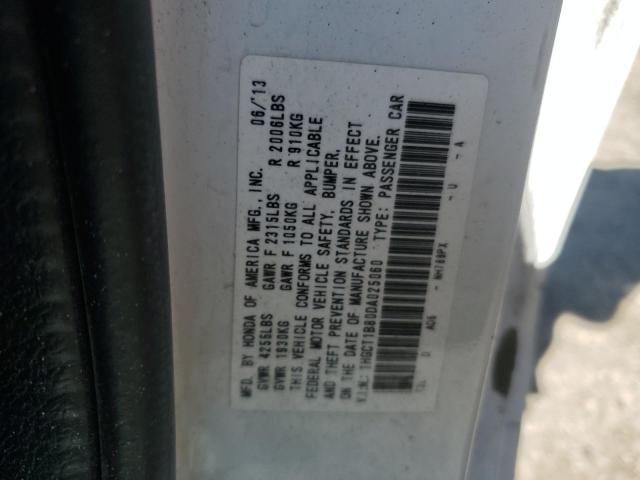 MFD. BY HONDA OF AMERICA MFG., INC. 06/'13
GVWR 4255LBS GAWR F 2315LBS R 2006LBS
GVWR 1930KG GAWR F 1050KG R 910KG
THIS VEHICLE CONFORMS TO ALL APPLICABLE
FEDERAL MOTOR VEHICLE SAFETY, BUMPER,
AND THEFT PREVENTION STANDARDS IN EFFECT
ON THE DATE OF MANUFACTURE SHOWN ABOVE.
V.I.N.: 1HGCT1B80DA025060 TYPE: PASSENGER CAR
NH788PX
U - A